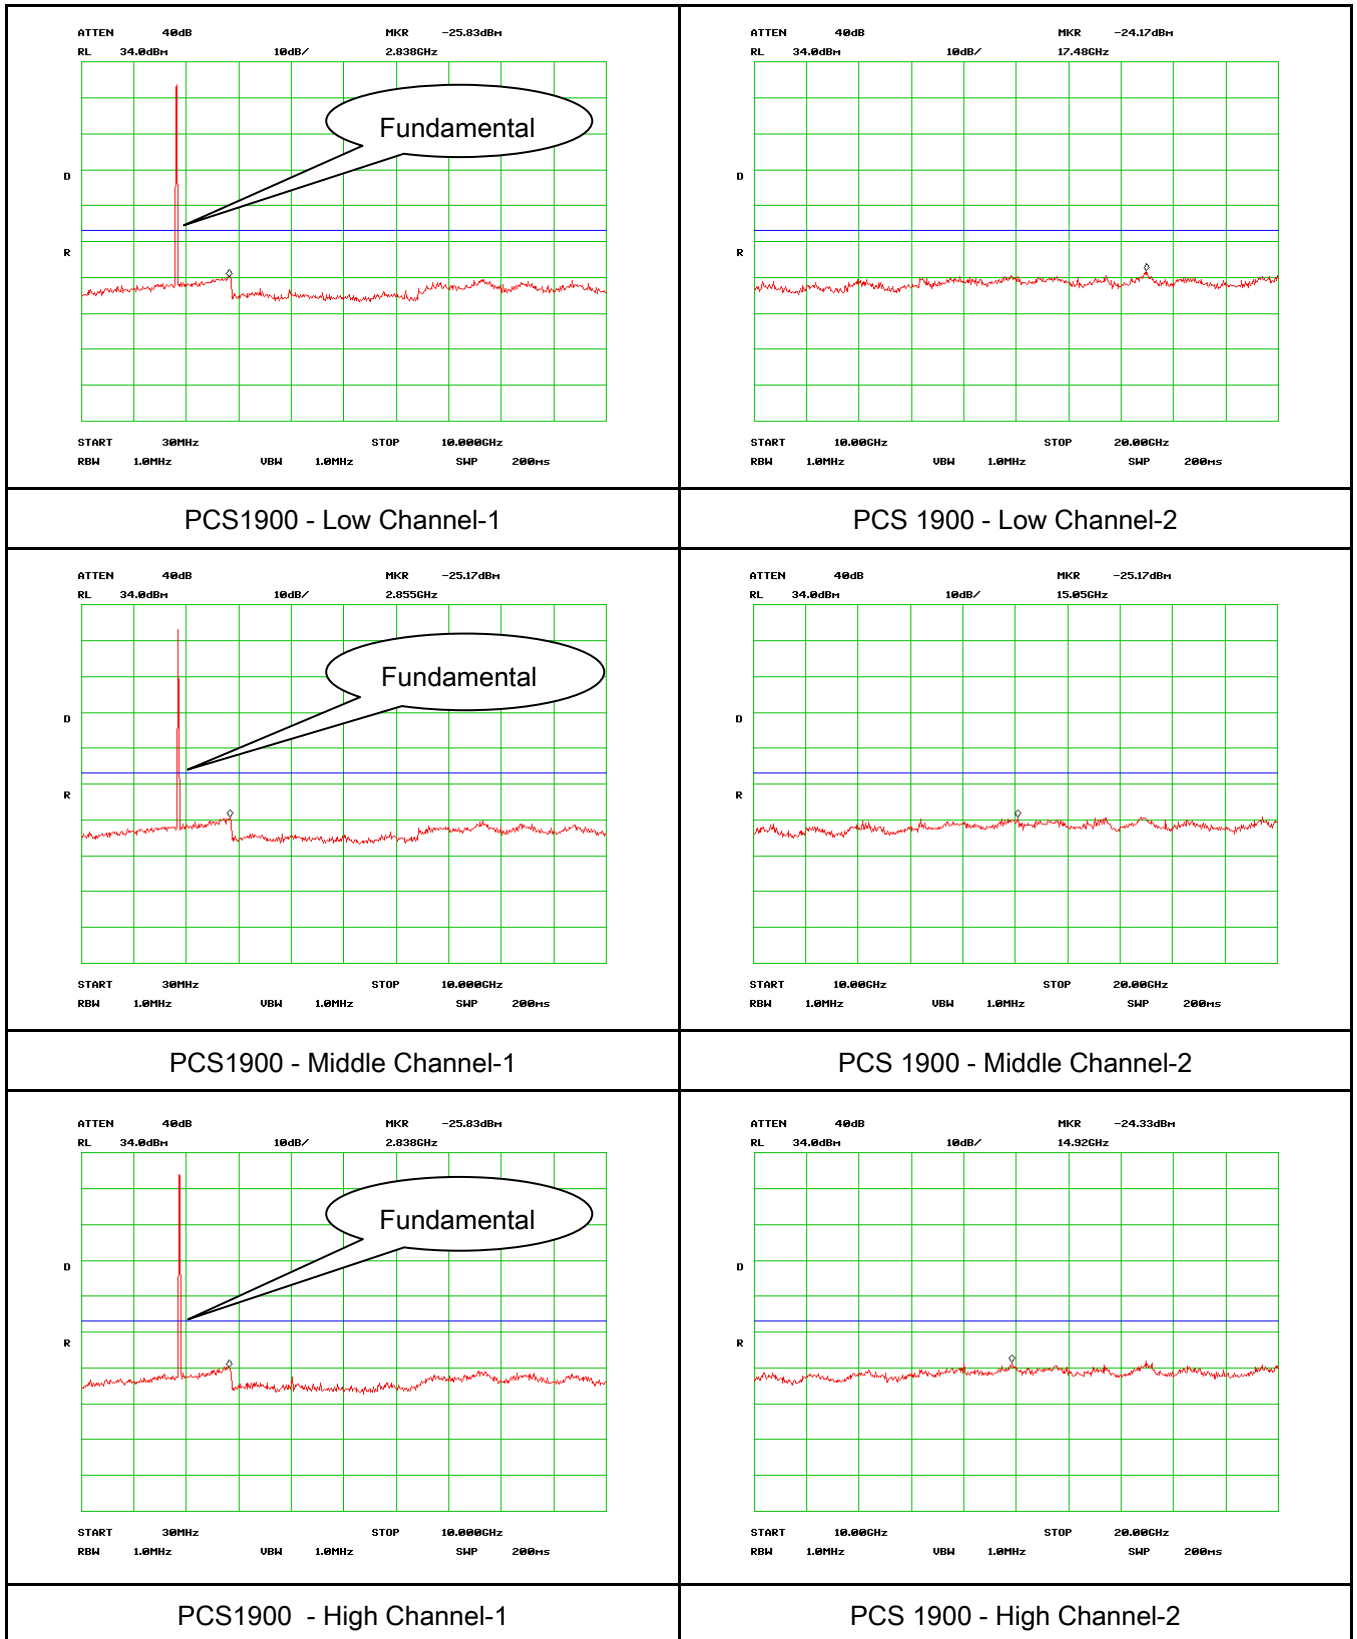 ATTEN 40dB MKR -25.83dBm
RL 34.0dBm 10dB/ 2.838GHz
Fundamental
D
R
START 30MHz STOP 10.000GHz
RBW 1.0MHz VBW 1.0MHz SWP 200ms
PCS1900 - Low Channel-1
ATTEN 40dB MKR -24.17dBm
RL 34.0dBm 10dB/ 17.48GHz
D
R
START 10.00GHz STOP 20.00GHz
RBW 1.0MHz VBW 1.0MHz SWP 200ms
PCS 1900 - Low Channel-2
ATTEN 40dB MKR -25.17dBm
RL 34.0dBm 10dB/ 2.855GHz
Fundamental
D
R
START 30MHz STOP 10.000GHz
RBW 1.0MHz VBW 1.0MHz SWP 200ms
PCS1900 - Middle Channel-1
ATTEN 40dB MKR -25.17dBm
RL 34.0dBm 10dB/ 15.05GHz
D
R
START 10.00GHz STOP 20.00GHz
RBW 1.0MHz VBW 1.0MHz SWP 200ms
PCS 1900 - Middle Channel-2
ATTEN 40dB MKR -25.83dBm
RL 34.0dBm 10dB/ 2.838GHz
Fundamental
D
R
START 30MHz STOP 10.000GHz
RBW 1.0MHz VBW 1.0MHz SWP 200ms
PCS1900 - High Channel-1
ATTEN 40dB MKR -24.33dBm
RL 34.0dBm 10dB/ 14.92GHz
D
R
START 10.00GHz STOP 20.00GHz
RBW 1.0MHz VBW 1.0MHz SWP 200ms
PCS 1900 - High Channel-2